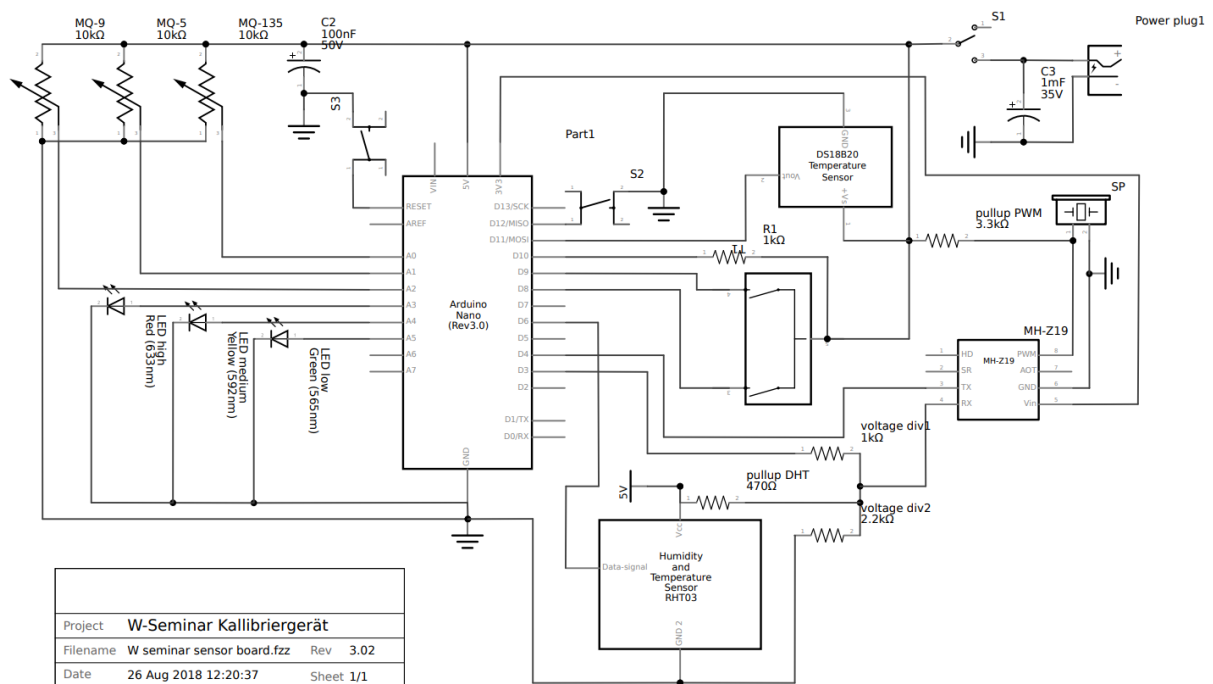 MQ-9
10kΩ
MQ-5
10kΩ
MQ-135
10kΩ
C2
100nF
50V
S1
Power plug1
C3
1mF
35V
S3
Part1
S2
DS18B20
Temperature
Sensor
GND
Vout
+Vs
SP
pullup PWM
3.3kΩ
R1
1kΩ
VIN
5V
3V3
RESET
AREF
A0
A1
A2
A3
A4
A5
A6
A7
Arduino
Nano
(Rev3.0)
D13/SCK
D12/MISO
D11/MOSI
D10
D9
D8
D7
D6
D5
D4
D3
D2
D1/TX
D0/RX
GND
LED high
Red (633nm)
LED medium
Yellow (592nm)
LED low
Green (565nm)
MH-Z19
MH-Z19
HD
SR
TX
RX
PWM
AOT
GND
Vin
voltage div1
1kΩ
pullup DHT
470Ω
voltage div2
2.2kΩ
5V
Vcc
Data-signal
Humidity
and
Temperature
Sensor
RHT03
GND 2
Project W-Seminar Kallibriergerät
Filename W seminar sensor board.fzz Rev 3.02
Date 26 Aug 2018 12:20:37 Sheet 1/1